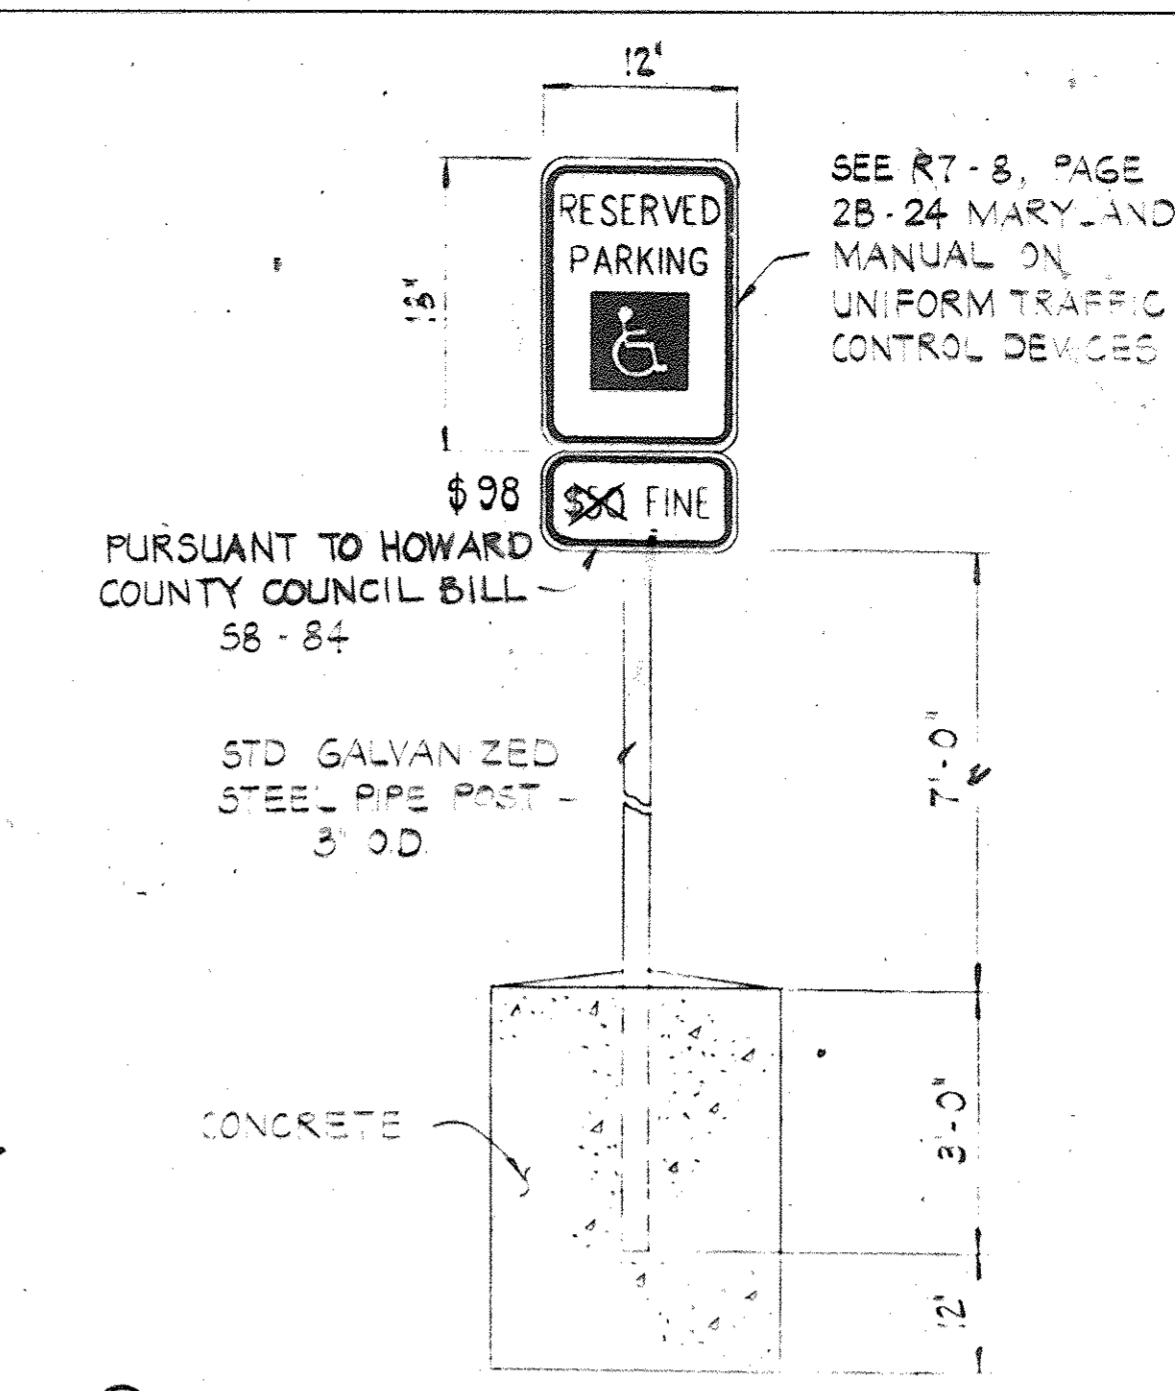 12"
RESERVED
PARKING
18"
SEE R7-8, PAGE
2B-24 MARYLAND
MANUAL ON
UNIFORM TRAFFIC
CONTROL DEVICES
$98
$50 FINE
PURSUANT TO HOWARD
COUNTY COUNCIL BILL
58-84
STD GALVANIZED
STEEL PIPE POST -
3" O.D.
7'-0"
CONCRETE
3'-0"
12"